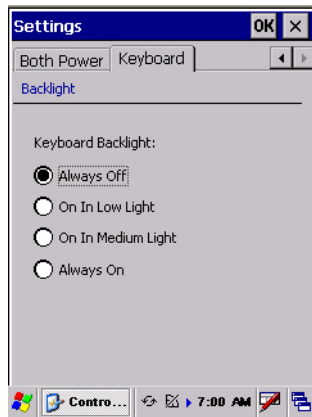 Settings OK
Both Power Keyboard
Backlight
Keyboard Backlight:
Always Off
On In Low Light
On In Medium Light
Always On
Contro... 7:00 AM